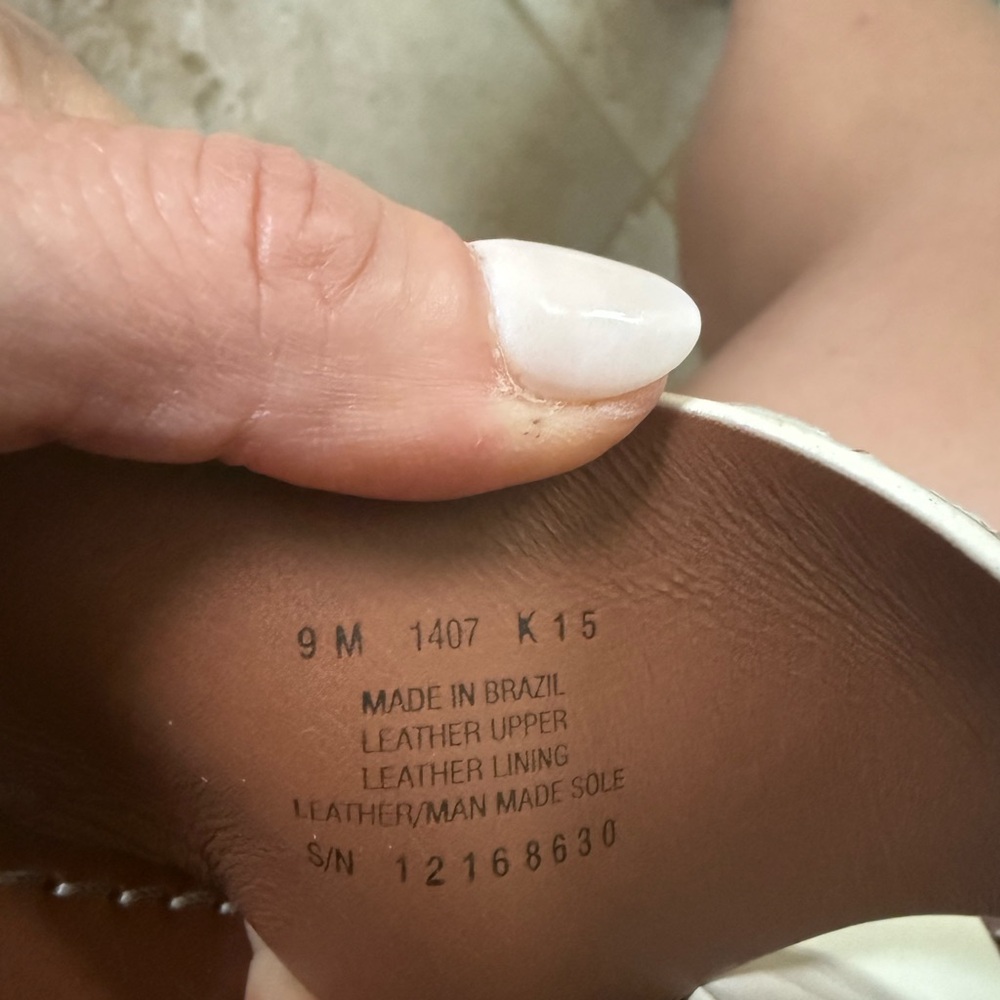 9 M 1407 K 15
MADE IN BRAZIL
LEATHER UPPER
LEATHER LINING
LEATHER/MAN MADE SOLE
S/N 12168630